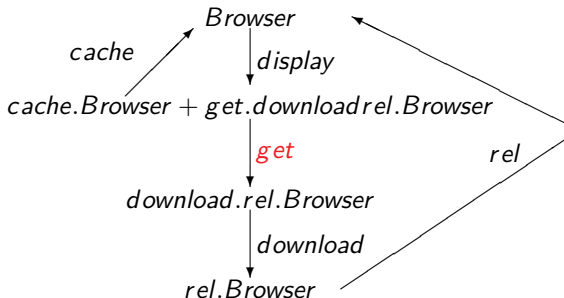 Browser
cache
display
cache.Browser + get.downloadrel.Browser
get
rel
download.rel.Browser
download
rel.Browser